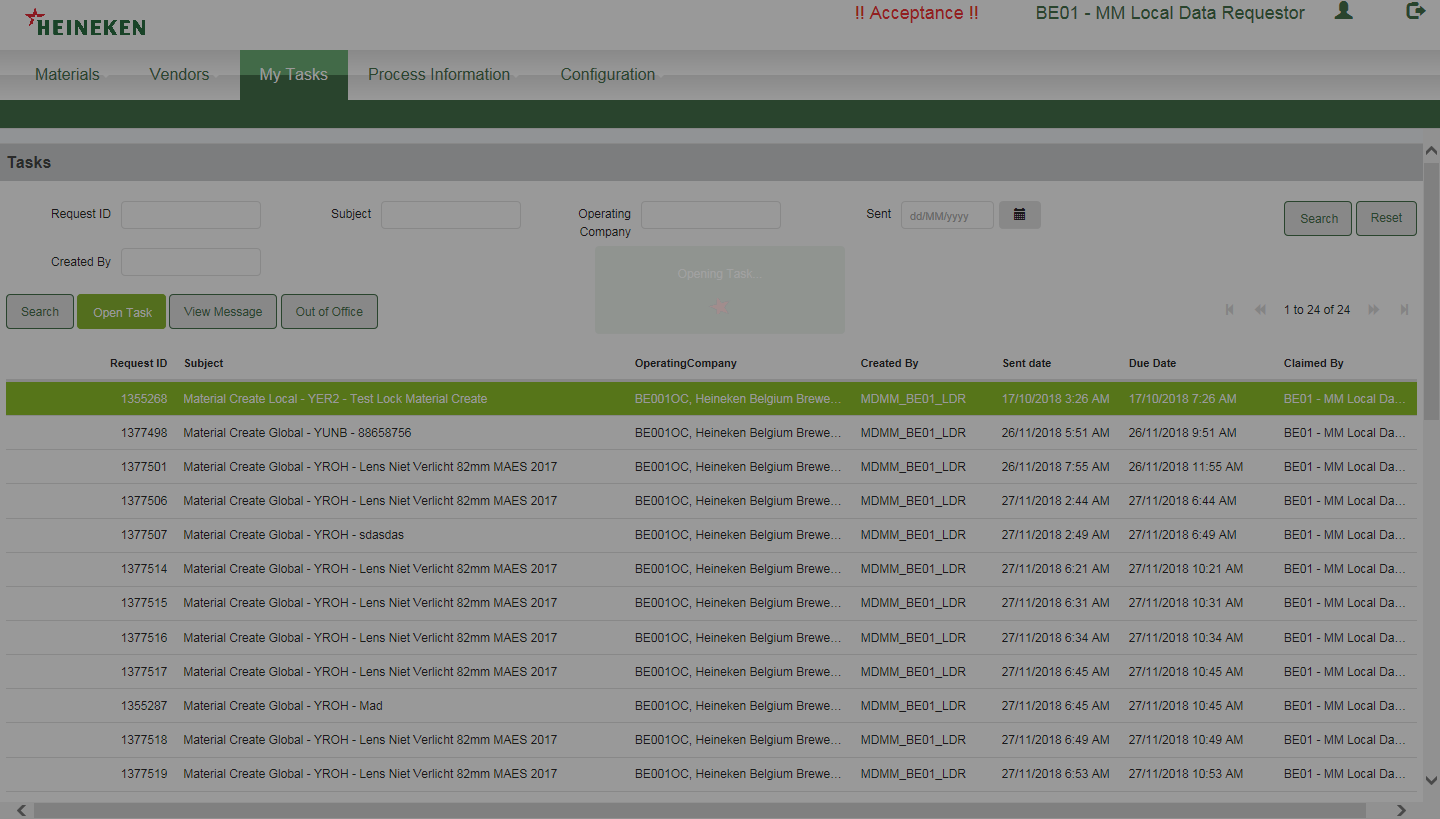 HEINEKEN
!! Acceptance !!
BE01 - MM Local Data Requestor
Materials Vendors My Tasks Process Information Configuration
Tasks
Request ID Subject Operating Company Sent dd/MM/yyyy Search Reset
Created By
Opening Task...
Search Open Task View Message Out of Office 1 to 24 of 24
Request ID Subject OperatingCompany Created By Sent date Due Date Claimed By
1355268 Material Create Local - YER2 - Test Lock Material Create BE001OC, Heineken Belgium Brewe... MDMM_BE01_LDR 17/10/2018 3:26 AM 17/10/2018 7:26 AM BE01 - MM Local Da...
1377498 Material Create Global - YUNB - 88658756 BE001OC, Heineken Belgium Brewe... MDMM_BE01_LDR 26/11/2018 5:51 AM 26/11/2018 9:51 AM BE01 - MM Local Da...
1377501 Material Create Global - YROH - Lens Niet Verlicht 82mm MAES 2017 BE001OC, Heineken Belgium Brewe... MDMM_BE01_LDR 26/11/2018 7:55 AM 26/11/2018 11:55 AM BE01 - MM Local Da...
1377506 Material Create Global - YROH - Lens Niet Verlicht 82mm MAES 2017 BE001OC, Heineken Belgium Brewe... MDMM_BE01_LDR 27/11/2018 2:44 AM 27/11/2018 6:44 AM BE01 - MM Local Da...
1377507 Material Create Global - YROH - sdasdas BE001OC, Heineken Belgium Brewe... MDMM_BE01_LDR 27/11/2018 2:49 AM 27/11/2018 6:49 AM BE01 - MM Local Da...
1377514 Material Create Global - YROH - Lens Niet Verlicht 82mm MAES 2017 BE001OC, Heineken Belgium Brewe... MDMM_BE01_LDR 27/11/2018 6:21 AM 27/11/2018 10:21 AM BE01 - MM Local Da...
1377515 Material Create Global - YROH - Lens Niet Verlicht 82mm MAES 2017 BE001OC, Heineken Belgium Brewe... MDMM_BE01_LDR 27/11/2018 6:31 AM 27/11/2018 10:31 AM BE01 - MM Local Da...
1377516 Material Create Global - YROH - Lens Niet Verlicht 82mm MAES 2017 BE001OC, Heineken Belgium Brewe... MDMM_BE01_LDR 27/11/2018 6:34 AM 27/11/2018 10:34 AM BE01 - MM Local Da...
1377517 Material Create Global - YROH - Lens Niet Verlicht 82mm MAES 2017 BE001OC, Heineken Belgium Brewe... MDMM_BE01_LDR 27/11/2018 6:45 AM 27/11/2018 10:45 AM BE01 - MM Local Da...
1355287 Material Create Global - YROH - Mad BE001OC, Heineken Belgium Brewe... MDMM_BE01_LDR 27/11/2018 6:45 AM 27/11/2018 10:45 AM BE01 - MM Local Da...
1377518 Material Create Global - YROH - Lens Niet Verlicht 82mm MAES 2017 BE001OC, Heineken Belgium Brewe... MDMM_BE01_LDR 27/11/2018 6:49 AM 27/11/2018 10:49 AM BE01 - MM Local Da...
1377519 Material Create Global - YROH - Lens Niet Verlicht 82mm MAES 2017 BE001OC, Heineken Belgium Brewe... MDMM_BE01_LDR 27/11/2018 6:53 AM 27/11/2018 10:53 AM BE01 - MM Local Da...